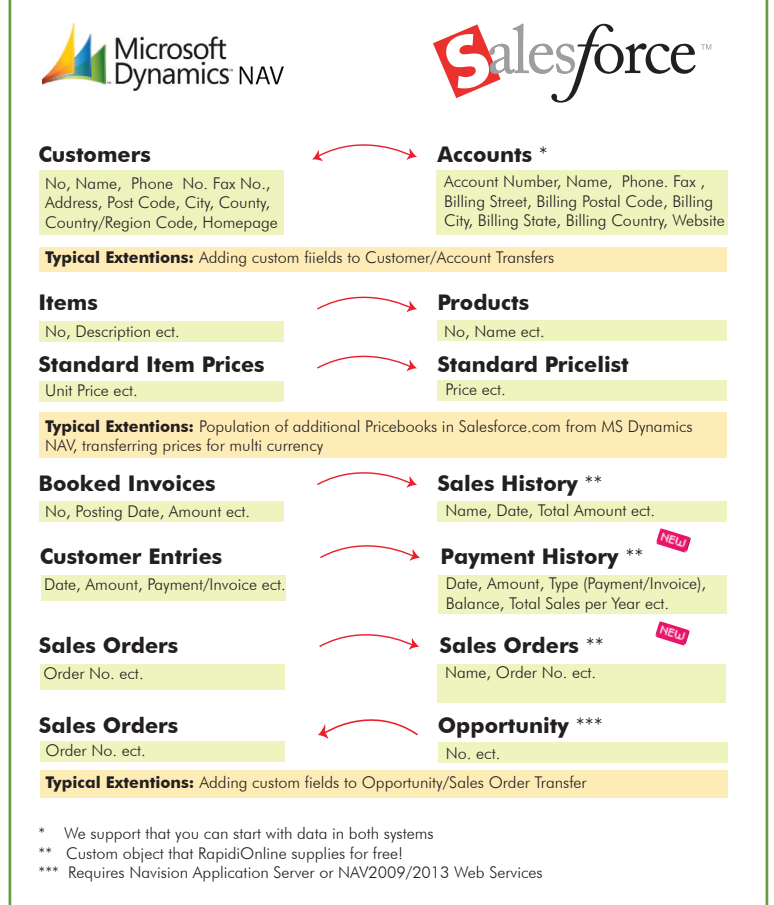 Microsoft
Dynamics NAV
Salesforce™
Customers
Accounts *
No, Name, Phone No. Fax No.,
Address, Post Code, City, County,
Country/Region Code, Homepage
Account Number, Name, Phone. Fax ,
Billing Street, Billing Postal Code, Billing
City, Billing State, Billing Country, Website
Typical Extentions: Adding custom fiields to Customer/Account Transfers
Items
Products
No, Description ect.
No, Name ect.
Standard Item Prices
Standard Pricelist
Unit Price ect.
Price ect.
Typical Extentions: Population of additional Pricebooks in Salesforce.com from MS Dynamics
NAV, transferring prices for multi currency
Booked Invoices
Sales History **
No, Posting Date, Amount ect.
Name, Date, Total Amount ect.
NEW
Customer Entries
Payment History **
Date, Amount, Payment/Invoice ect.
Date, Amount, Type (Payment/Invoice),
Balance, Total Sales per Year ect.
NEW
Sales Orders
Sales Orders **
Order No. ect.
Name, Order No. ect.
Sales Orders
Opportunity ***
Order No. ect.
No. ect.
Typical Extentions: Adding custom fields to Opportunity/Sales Order Transfer
* We support that you can start with data in both systems
** Custom object that RapidiOnline supplies for free!
*** Requires Navision Application Server or NAV2009/2013 Web Services